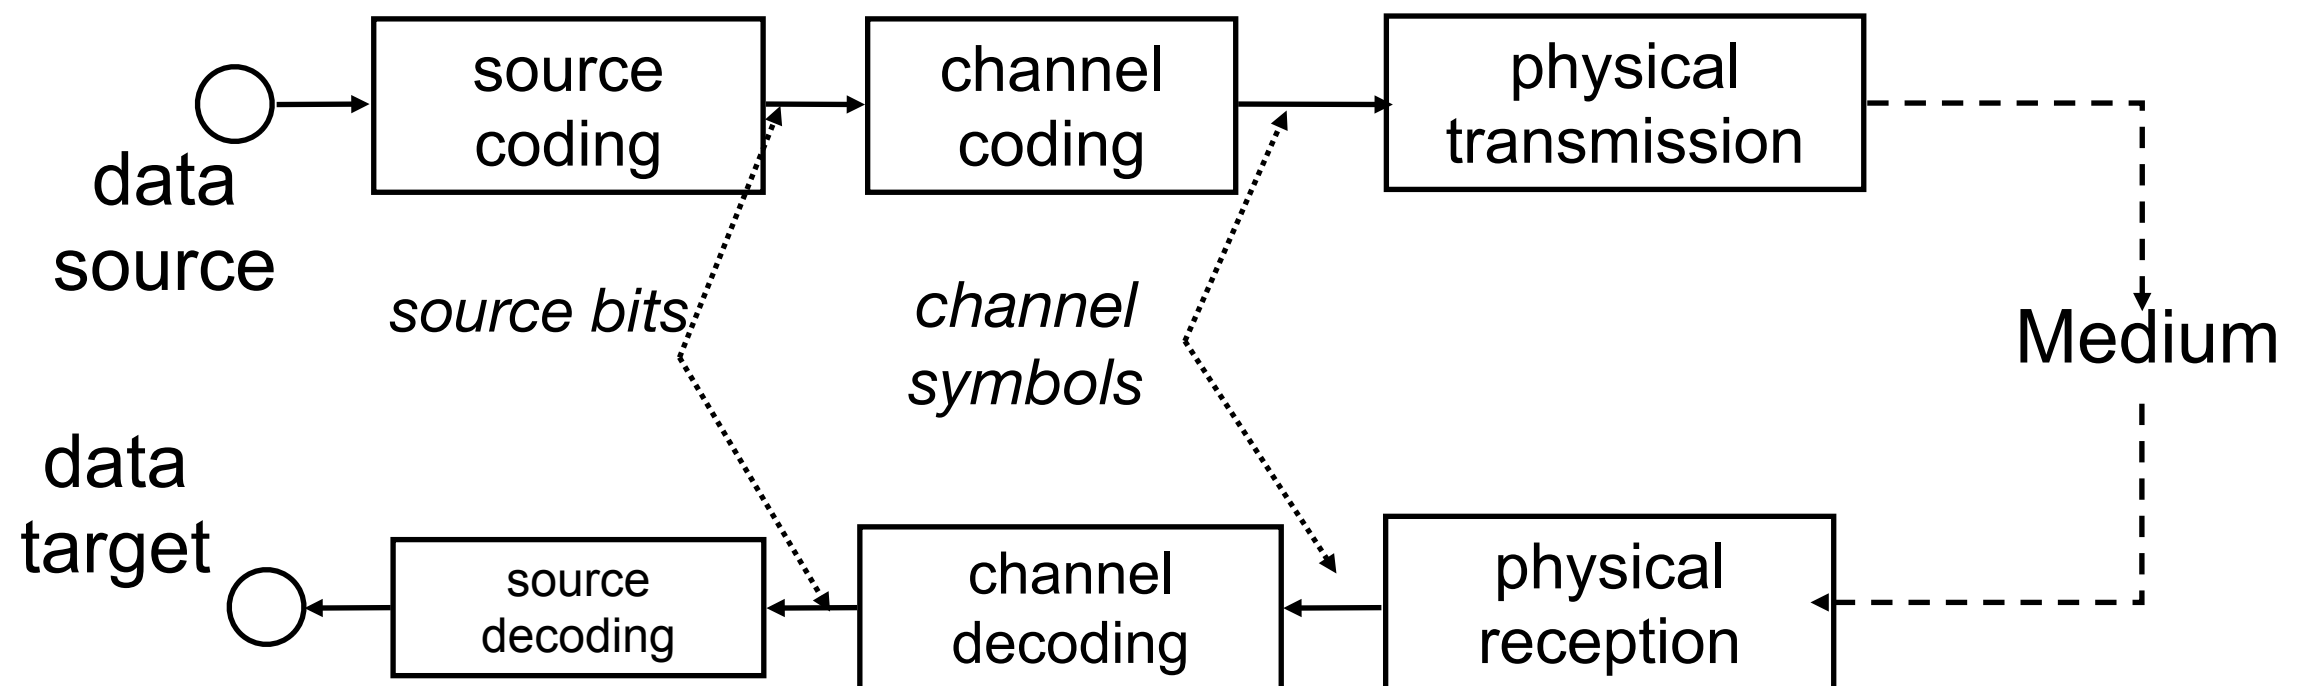 source
coding
channel
coding
physical
transmission
data
source
source bits
channel
symbols
Medium
data
target
source
decoding
channel
decoding
physical
reception